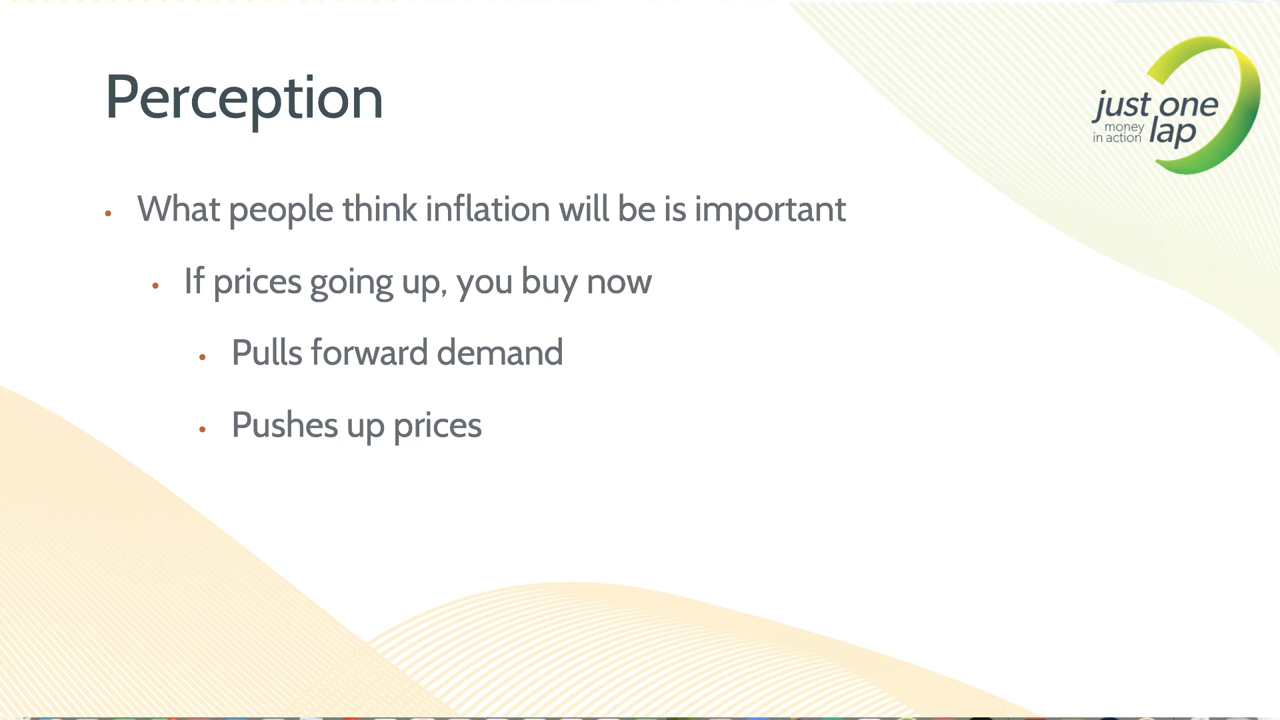 Perception
just one
money
in action lap
• What people think inflation will be is important
• If prices going up, you buy now
• Pulls forward demand
• Pushes up prices